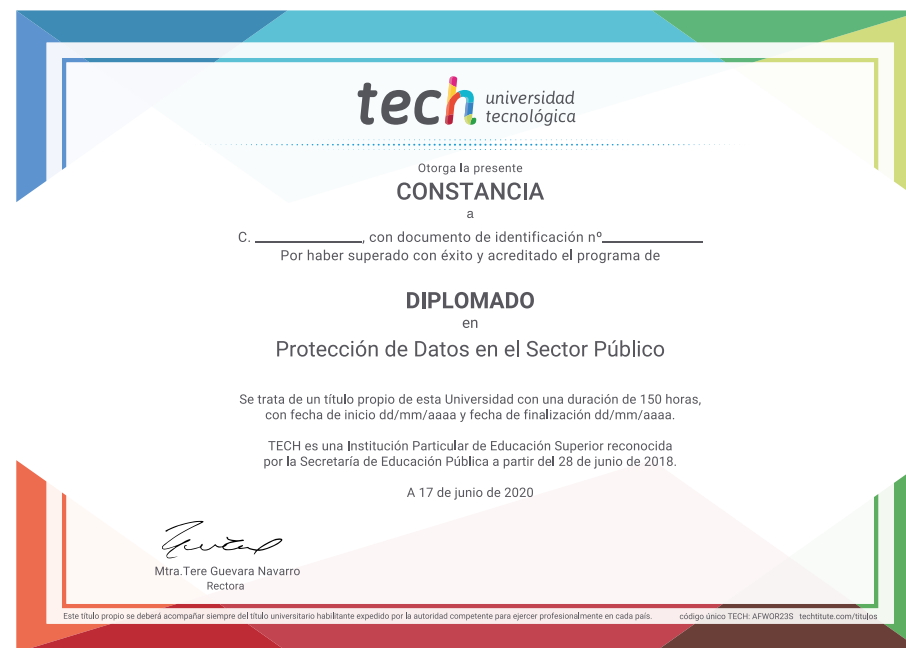 tech universidad
tecnológica
Otorga la presente
CONSTANCIA
a
C. ____________, con documento de identificación nº____________
Por haber superado con éxito y acreditado el programa de
DIPLOMADO
en
Protección de Datos en el Sector Público
Se trata de un título propio de esta Universidad con una duración de 150 horas,
con fecha de inicio dd/mm/aaaa y fecha de finalización dd/mm/aaaa.
TECH es una Institución Particular de Educación Superior reconocida
por la Secretaría de Educación Pública a partir del 28 de junio de 2018.
A 17 de junio de 2020
Mtra.Tere Guevara Navarro
Rectora
Este título propio se deberá acompañar siempre del título universitario habilitante expedido por la autoridad competente para ejercer profesionalmente en cada país. código único TECH: AFWOR23S techtitute.com/títulos